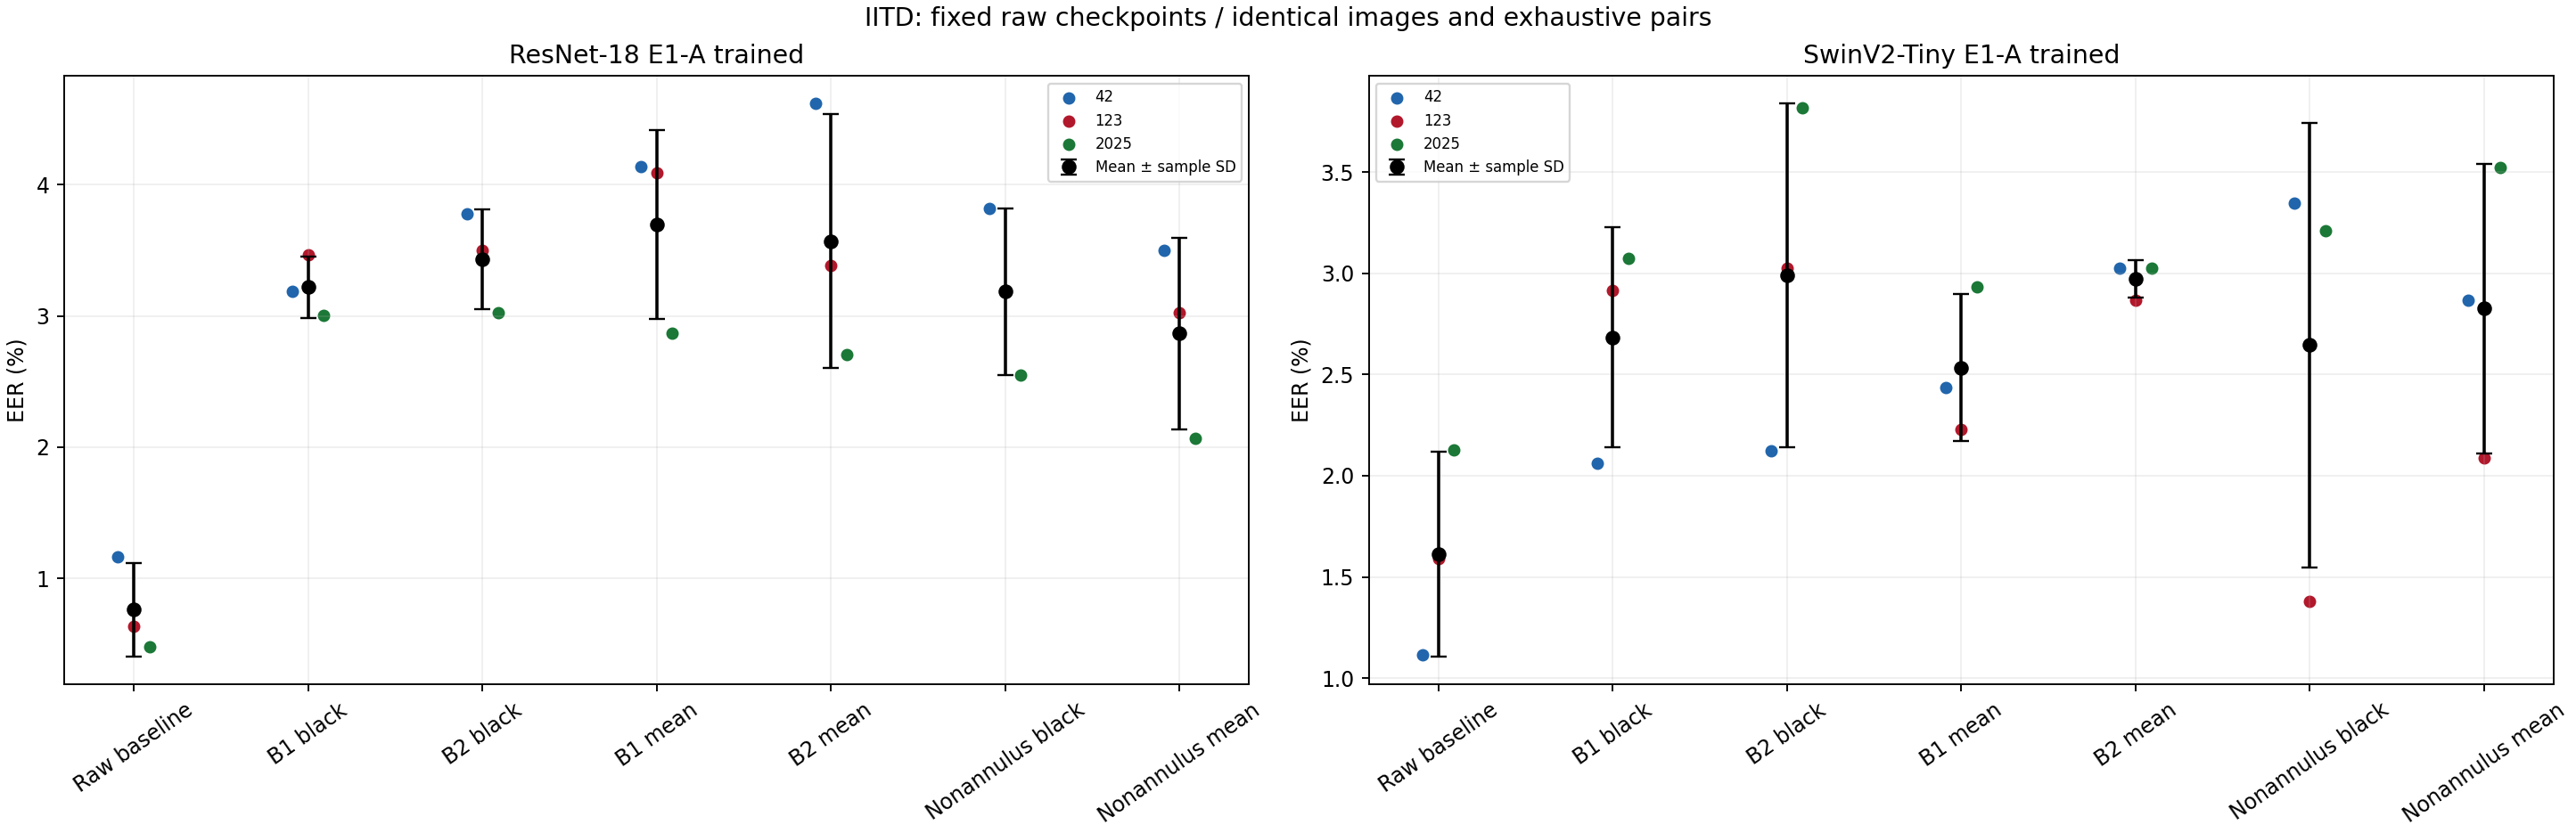 IITD: fixed raw checkpoints / identical images and exhaustive pairs
ResNet-18 E1-A trained
EER (%)
4
3
2
1
42
123
2025
Mean ± sample SD
Raw baseline
B1 black
B2 black
B1 mean
B2 mean
Nonannulus black
Nonannulus mean
SwinV2-Tiny E1-A trained
EER (%)
3.5
3.0
2.5
2.0
1.5
1.0
42
123
2025
Mean ± sample SD
Raw baseline
B1 black
B2 black
B1 mean
B2 mean
Nonannulus black
Nonannulus mean